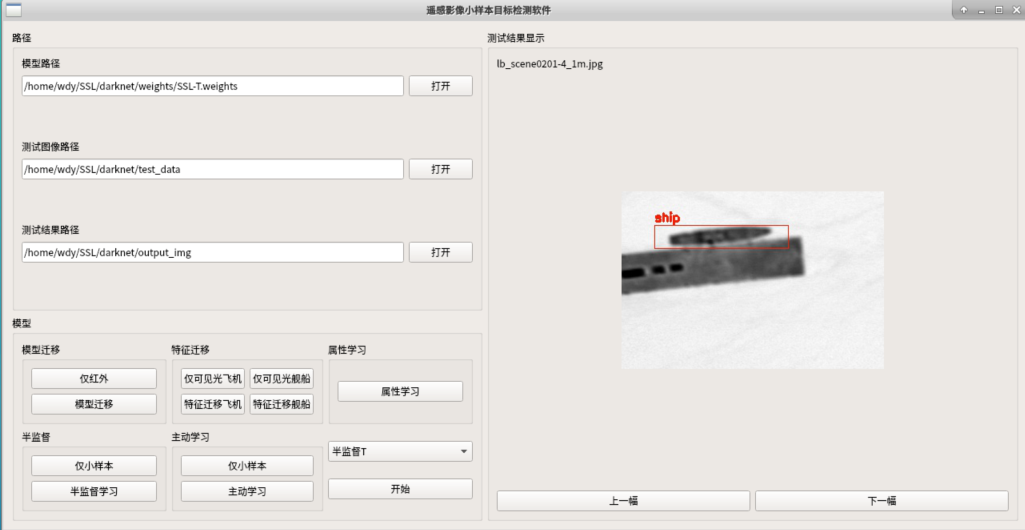 遥感影像小样本目标检测软件
路径
模型路径
/home/wdy/SSL/darknet/weights/SSL-T.weights
打开
测试图像路径
/home/wdy/SSL/darknet/test_data
打开
测试结果路径
/home/wdy/SSL/darknet/output_img
打开
模型
模型迁移
仅红外
模型迁移
特征迁移
仅可见光飞机
仅可见光舰船
特征迁移飞机
特征迁移舰船
属性学习
属性学习
半监督
仅小样本
半监督学习
主动学习
仅小样本
主动学习
半监督T
开始
测试结果显示
lb_scene0201-4_1m.jpg
ship
上一幅
下一幅